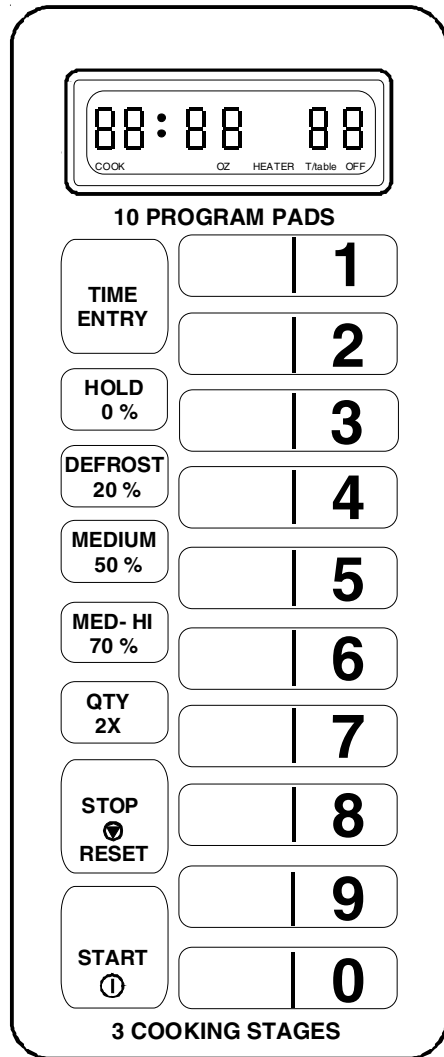 88:88 88
COOK OZ HEATER T/table OFF
10 PROGRAM PADS
TIME
ENTRY
HOLD
0 %
DEFROST
20 %
MEDIUM
50 %
MED- HI
70 %
QTY
2X
STOP
RESET
START
1
2
3
4
5
6
7
8
9
0
3 COOKING STAGES